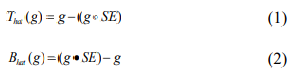 T_hat (g) = g − (g ∘ SE) (1)
B_hat (g) = (g • SE) − g (2)